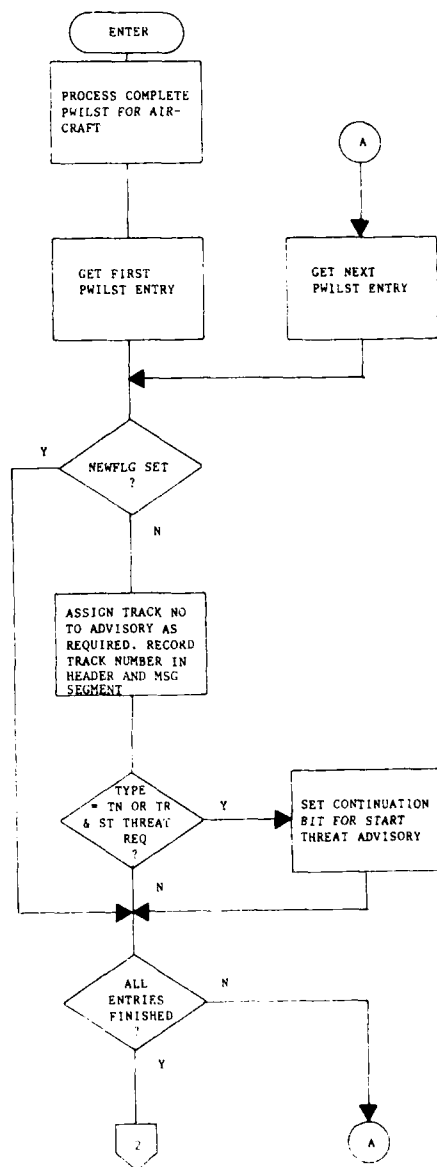 ENTER
PROCESS COMPLETE
PWILST FOR AIR-
CRAFT
A
GET FIRST
PWILST ENTRY
GET NEXT
PWILST ENTRY
Y
NEWFLG SET
?
N
ASSIGN TRACK NO
TO ADVISORY AS
REQUIRED. RECORD
TRACK NUMBER IN
HEADER AND MSG
SEGMENT
TYPE
= TN OR TR
& ST THREAT
REQ
?
Y
SET CONTINUATION
BIT FOR START
THREAT ADVISORY
N
ALL
ENTRIES
FINISHED
?
N
Y
2
A